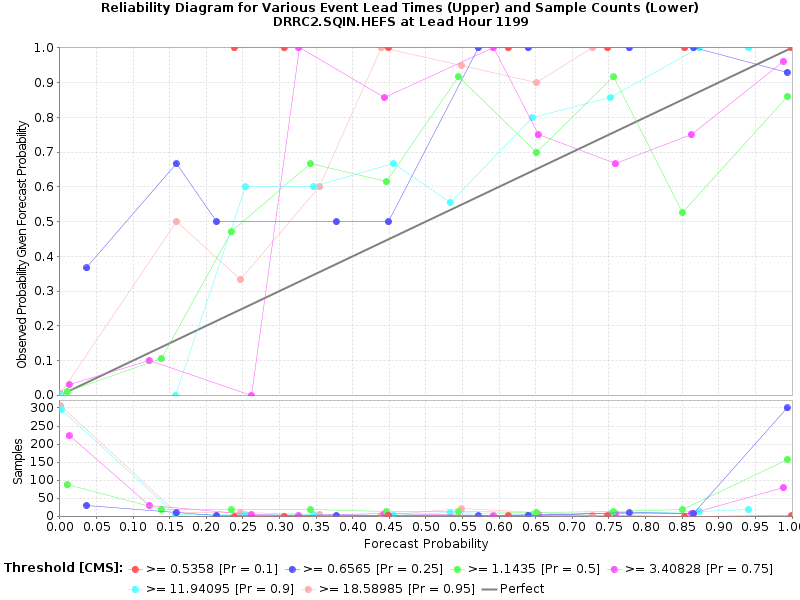 Reliability Diagram for Various Event Lead Times (Upper) and Sample Counts (Lower)
DRRC2.SQIN.HEFS at Lead Hour 1199
Observed Probability Given Forecast Probability
1.0
0.9
0.8
0.7
0.6
0.5
0.4
0.3
0.2
0.1
0.0
Samples
300
250
200
150
100
50
0
0.00 0.05 0.10 0.15 0.20 0.25 0.30 0.35 0.40 0.45 0.50 0.55 0.60 0.65 0.70 0.75 0.80 0.85 0.90 0.95 1.0
Forecast Probability
Threshold [CMS]: >= 0.5358 [Pr = 0.1] >= 0.6565 [Pr = 0.25] >= 1.1435 [Pr = 0.5] >= 3.40828 [Pr = 0.75]
>= 11.94095 [Pr = 0.9] >= 18.58985 [Pr = 0.95] Perfect